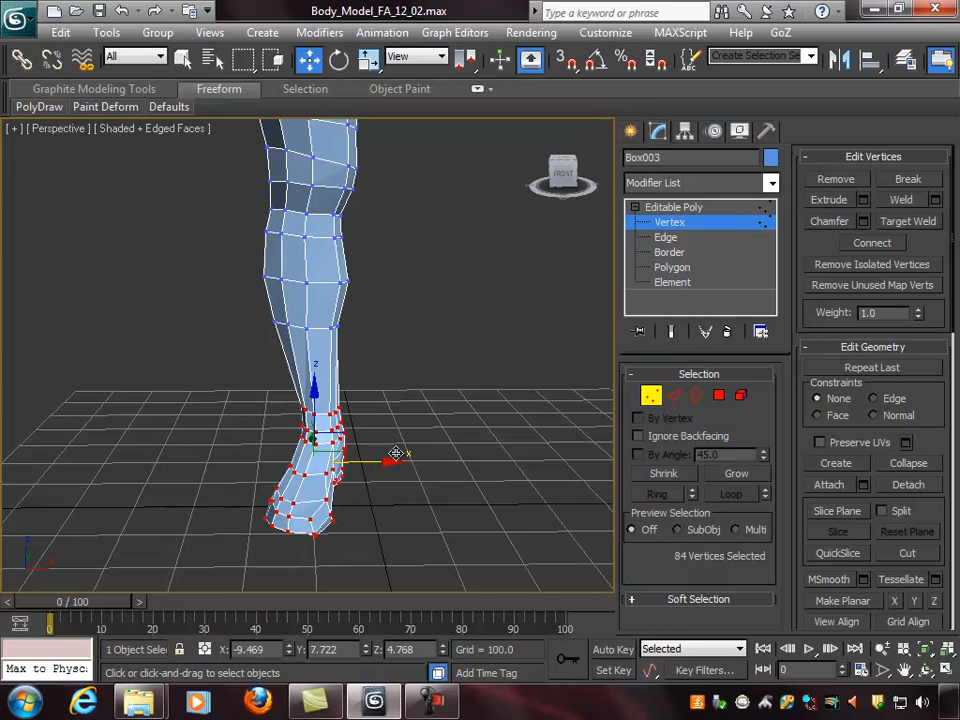 Body_Model_FA_12_02.max
Type a keyword or phrase
Edit Tools Group Views Create Modifiers Animation Graph Editors Rendering Customize MAXScript Help GoZ
All View Create Selection Se
Graphite Modeling Tools Freeform Selection Object Paint
PolyDraw Paint Deform Defaults
[ + ] [ Perspective ] [ Shaded + Edged Faces ]
FRONT
z
x
Box003
Modifier List
Editable Poly
Vertex
Edge
Border
Polygon
Element
Selection
By Vertex
Ignore Backfacing
By Angle: 45.0
Shrink Grow
Ring Loop
Preview Selection
Off SubObj Multi
84 Vertices Selected
Soft Selection
Edit Vertices
Remove Break
Extrude Weld
Chamfer Target Weld
Connect
Remove Isolated Vertices
Remove Unused Map Verts
Weight: 1.0
Edit Geometry
Repeat Last
Constraints
None Edge
Face Normal
Preserve UVs
Create Collapse
Attach Detach
Slice Plane Split
Slice Reset Plane
QuickSlice Cut
MSmooth Tessellate
Make Planar X Y Z
View Align Grid Align
0 / 100
0 10 20 30 40 50 60 70 80 90 100
1 Object Sele X: -9.469 Y: 7.722 Z: 4.768 Grid = 100.0
Auto Key Selected
Max to Physc Click or click-and-drag to select objects Add Time Tag
Set Key Key Filters... 0